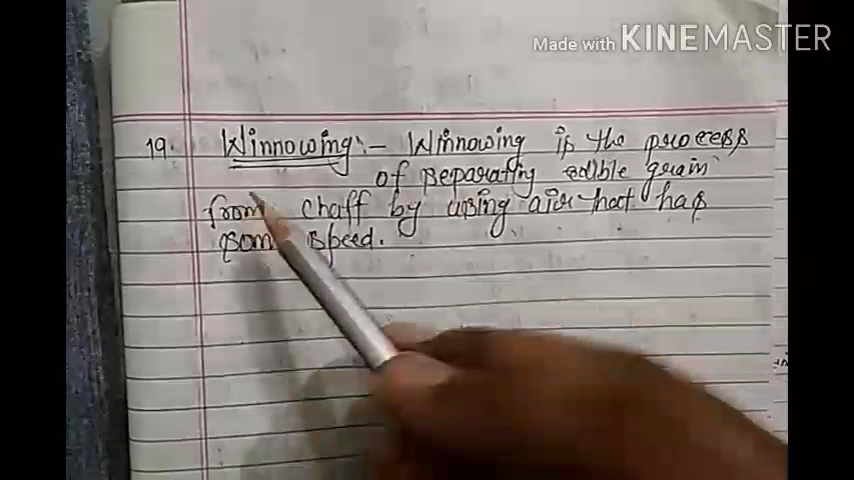 Made with KINEMASTER
19. Winnowing:- Winnowing is the process
of separating edible grain
from chaff by using air that has
some speed.